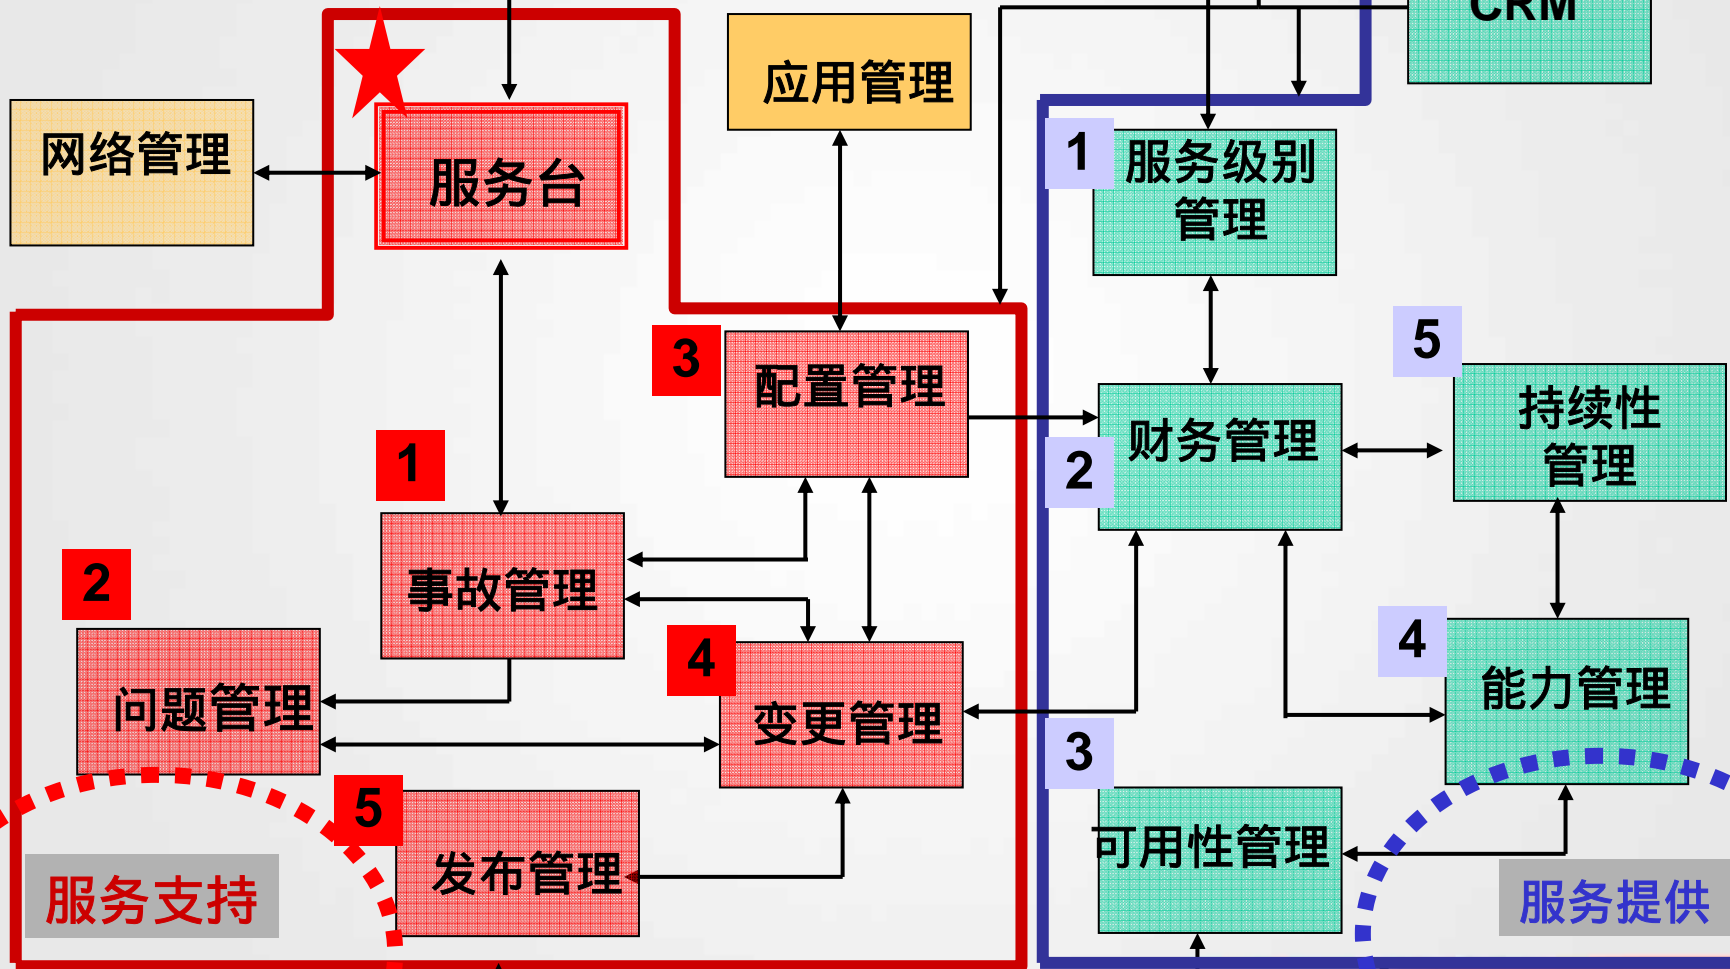 CRM
应用管理
网络管理
服务台
1
服务级别
管理
3
配置管理
5
持续性
管理
1
2
财务管理
2
事故管理
4
问题管理
变更管理
4
能力管理
3
5
发布管理
可用性管理
服务支持
服务提供